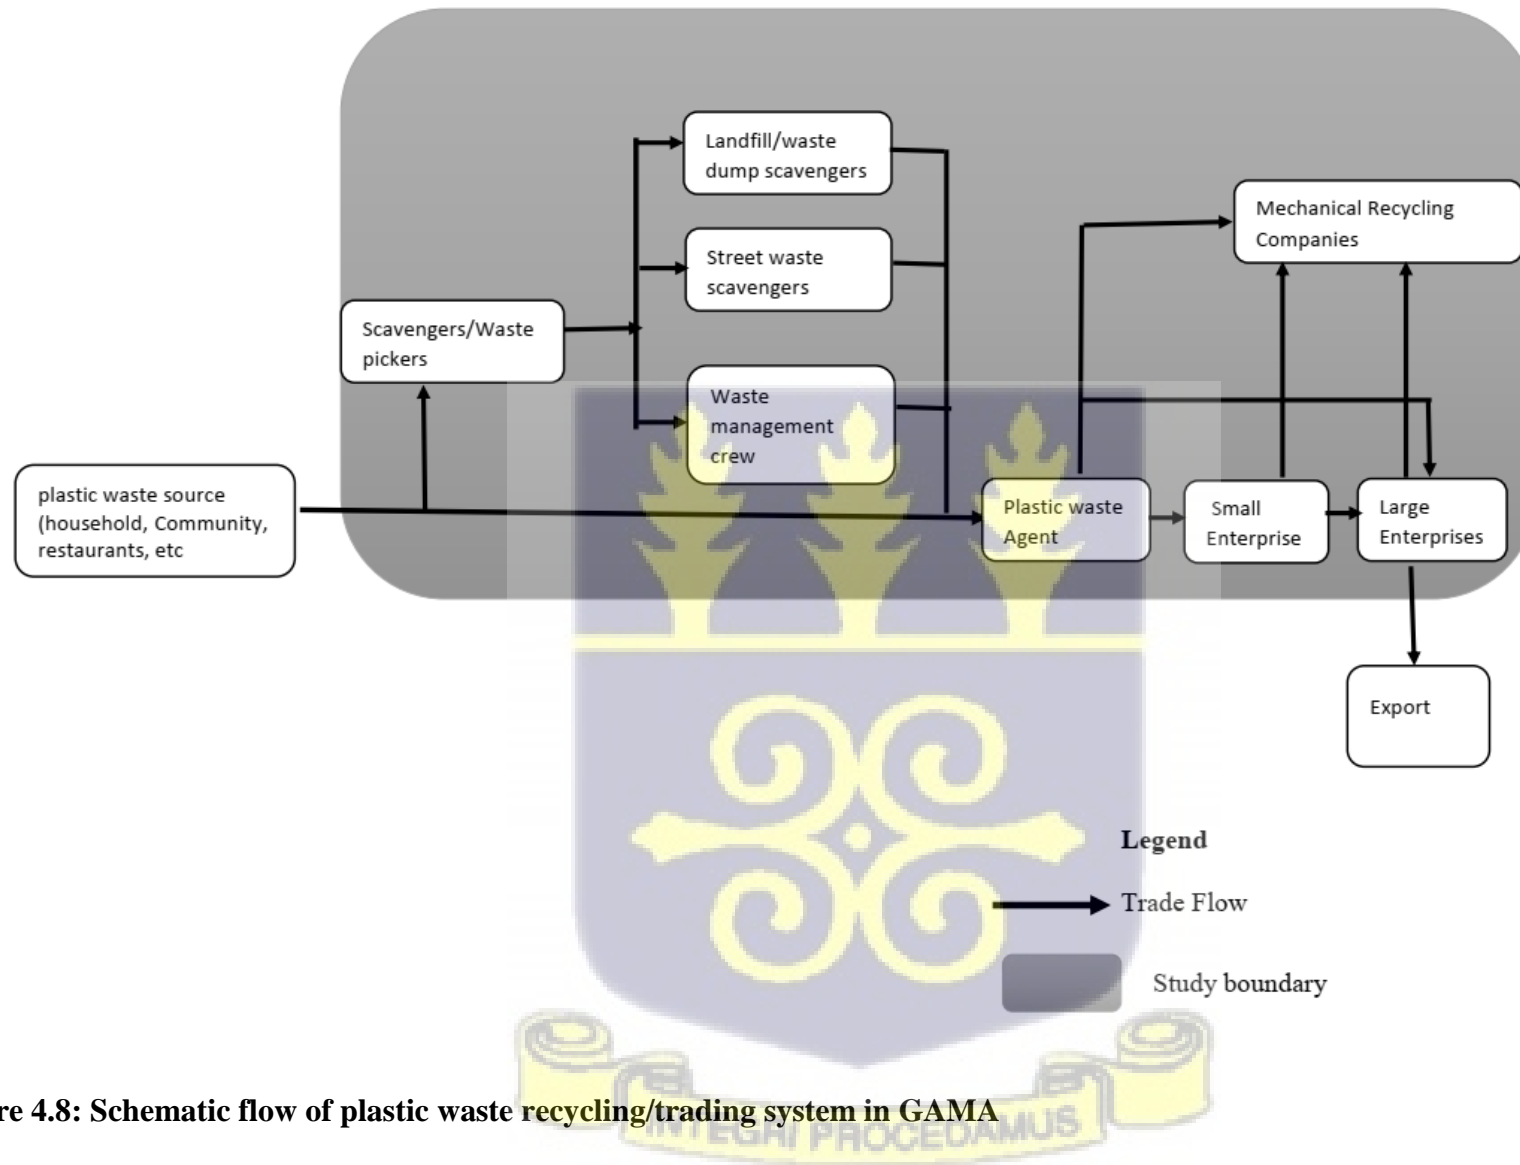 Landfill/waste
dump scavengers
Mechanical Recycling
Companies
Street waste
scavengers
Scavengers/Waste
pickers
Waste
management
crew
plastic waste source
(household, Community,
restaurants, etc
Plastic waste
Agent
Small
Enterprise
Large
Enterprises
Export
Legend
Trade Flow
Study boundary
re 4.8: Schematic flow of plastic waste recycling/trading system in GAMA
INTEGRI PROCEDAMUS